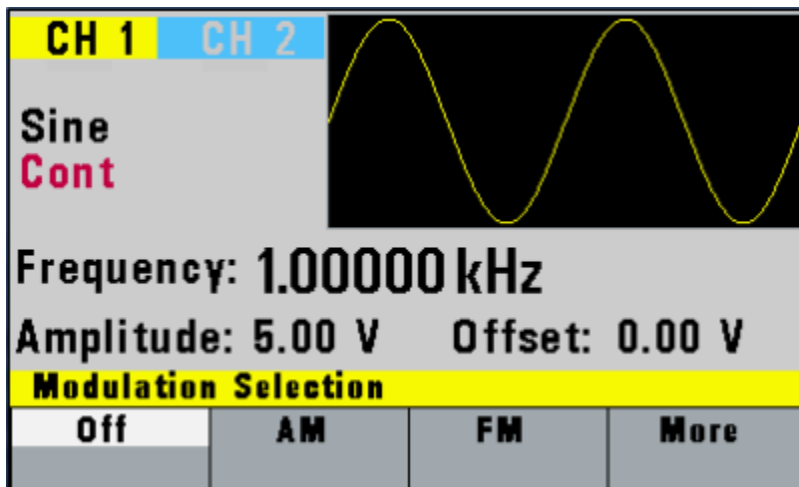 CH 1 CH 2
Sine
Cont
Frequency: 1.00000 kHz
Amplitude: 5.00 V Offset: 0.00 V
Modulation Selection
Off AM FM More